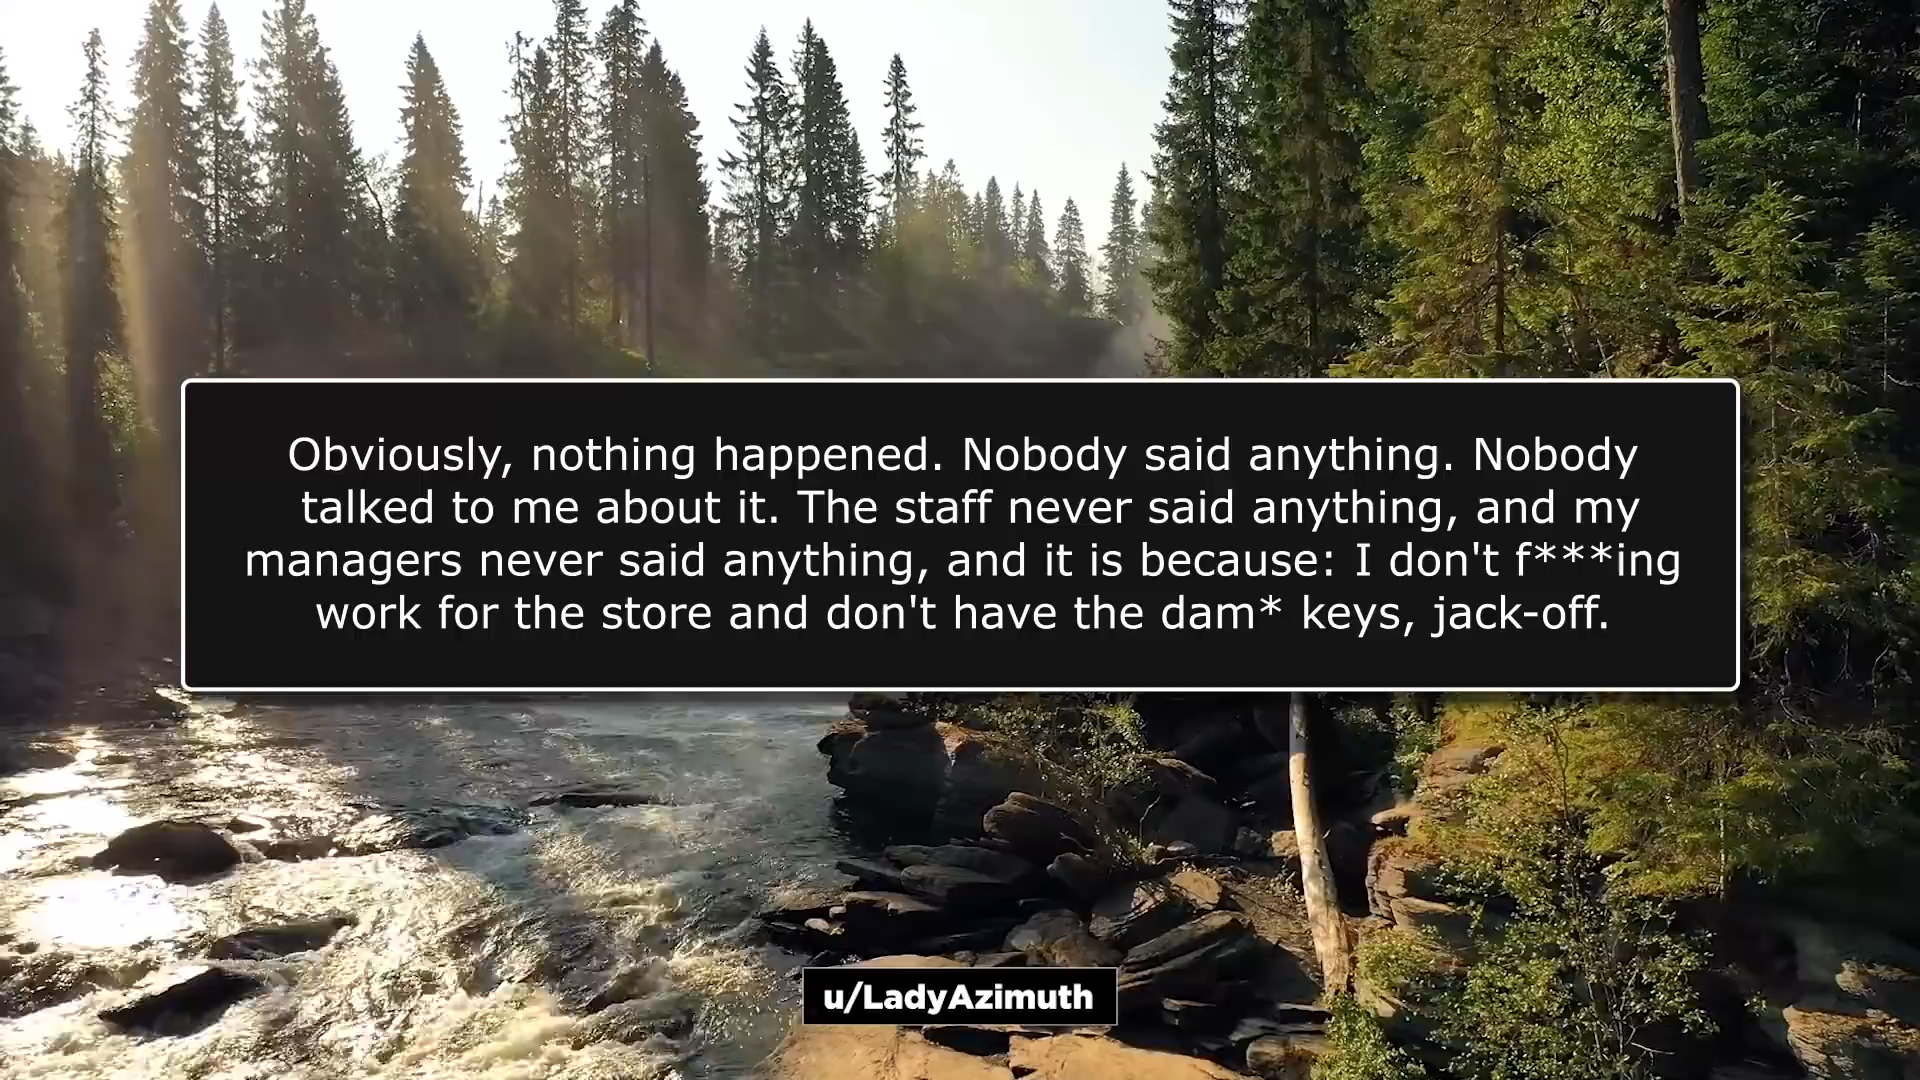 Obviously, nothing happened. Nobody said anything. Nobody
talked to me about it. The staff never said anything, and my
managers never said anything, and it is because: I don't f***ing
work for the store and don't have the dam* keys, jack-off.
u/LadyAzimuth